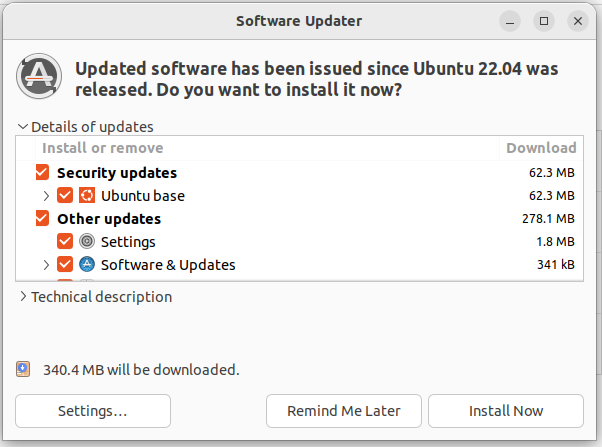 Software Updater
Updated software has been issued since Ubuntu 22.04 was
released. Do you want to install it now?
Details of updates
Install or remove Download
Security updates 62.3 MB
Ubuntu base 62.3 MB
Other updates 278.1 MB
Settings 1.8 MB
Software & Updates 341 kB
Technical description
340.4 MB will be downloaded.
Settings... Remind Me Later Install Now